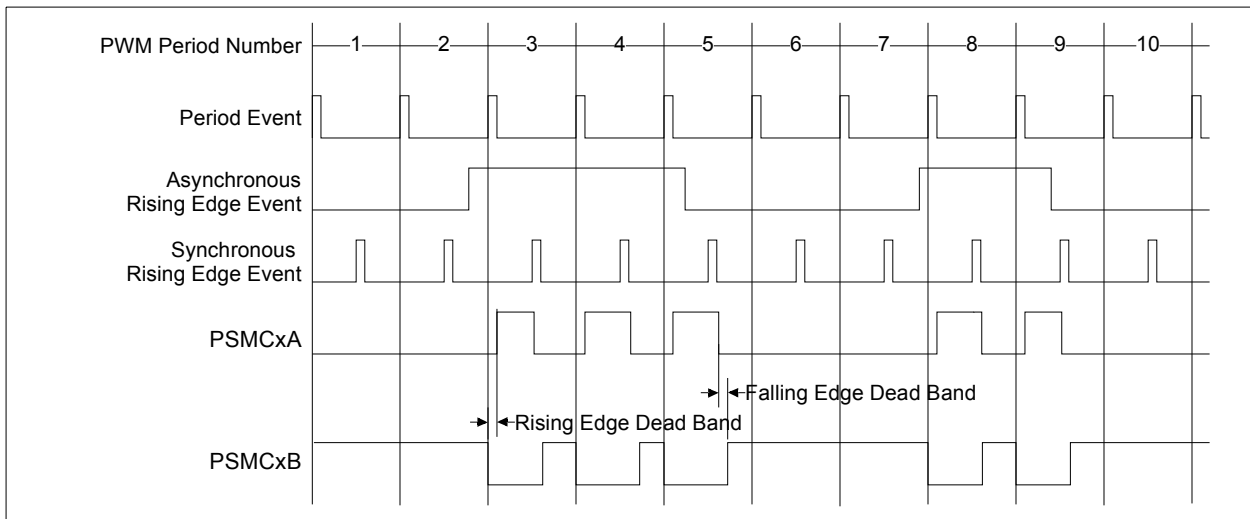 PWM Period Number
1 2 3 4 5 6 7 8 9 10
Period Event
Asynchronous
Rising Edge Event
Synchronous
Rising Edge Event
PSMCxA
Falling Edge Dead Band
Rising Edge Dead Band
PSMCxB